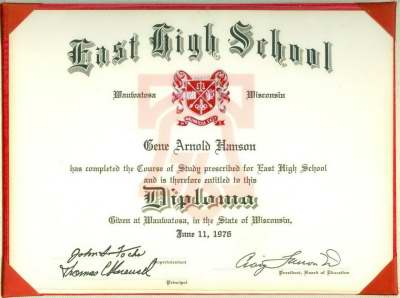 East High School
Wauwatosa Wisconsin
Gene Arnold Hanson
has completed the Course of Study prescribed for East High School
and is therefore entitled to this
Diploma
Given at Wauwatosa, in the State of Wisconsin,
June 11, 1976
Superintendent
President, Board of Education
Principal